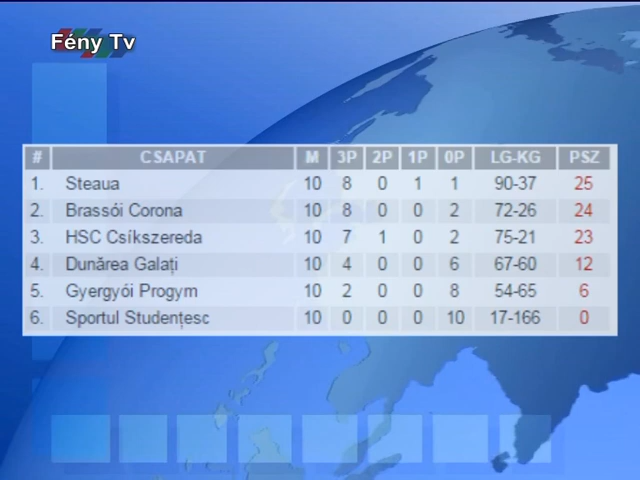 Fény Tv
# CSAPAT M 3P 2P 1P 0P LG-KG PSZ
1. Steaua 10 8 0 1 1 90-37 25
2. Brassói Corona 10 8 0 0 2 72-26 24
3. HSC Csíkszereda 10 7 1 0 2 75-21 23
4. Dunărea Galați 10 4 0 0 6 67-60 12
5. Gyergyói Progym 10 2 0 0 8 54-65 6
6. Sportul Studențesc 10 0 0 0 10 17-166 0